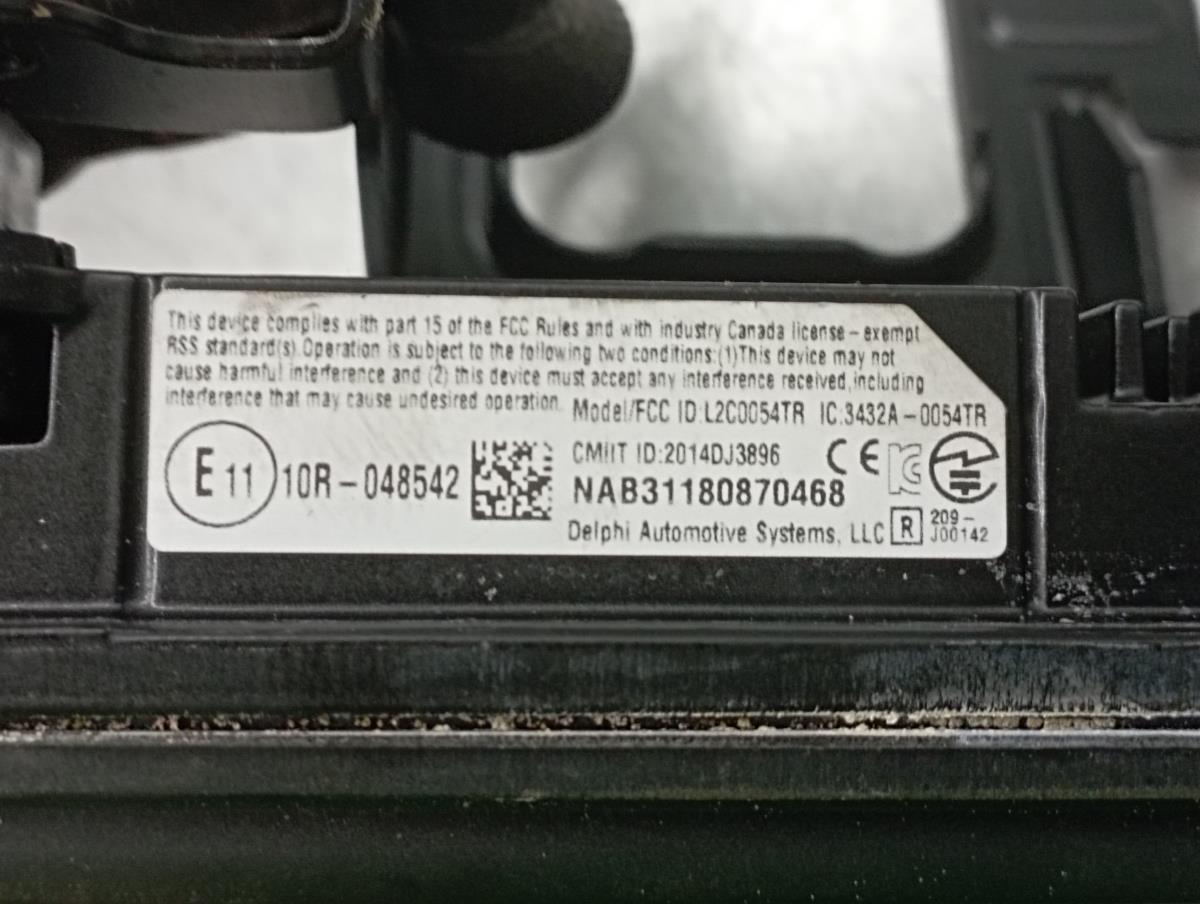 This device complies with part 15 of the FCC Rules and with industry Canada license-exempt
RSS standard(s).Operation is subject to the following two conditions:(1)This device may not
cause harmful interference and (2) this device must accept any interference received,including
interference that may cause undesired operation. Model/FCC ID:L2C0054TR IC:3432A-0054TR
E 11 10R-048542
CMIIT ID:2014DJ3896 CE
NAB31180870468
Delphi Automotive Systems, LLC R 209-
J00142